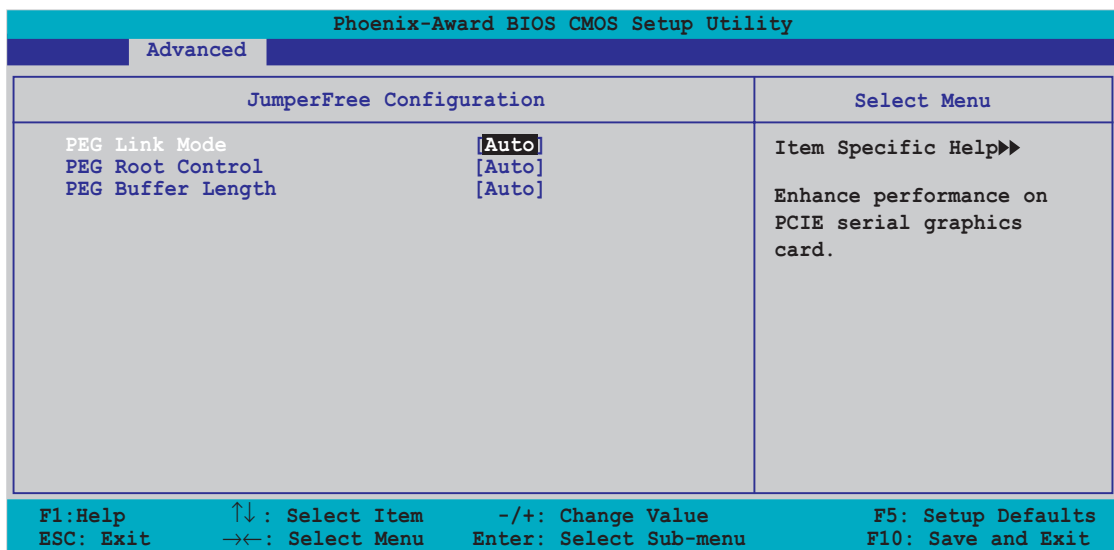 Phoenix-Award BIOS CMOS Setup Utility
Advanced
JumperFree Configuration
Select Menu
PEG Link Mode [Auto]
PEG Root Control [Auto]
PEG Buffer Length [Auto]
Item Specific Help▶▶
Enhance performance on
PCIE serial graphics
card.
F1:Help ↑↓: Select Item -/+: Change Value F5: Setup Defaults
ESC: Exit →←: Select Menu Enter: Select Sub-menu F10: Save and Exit